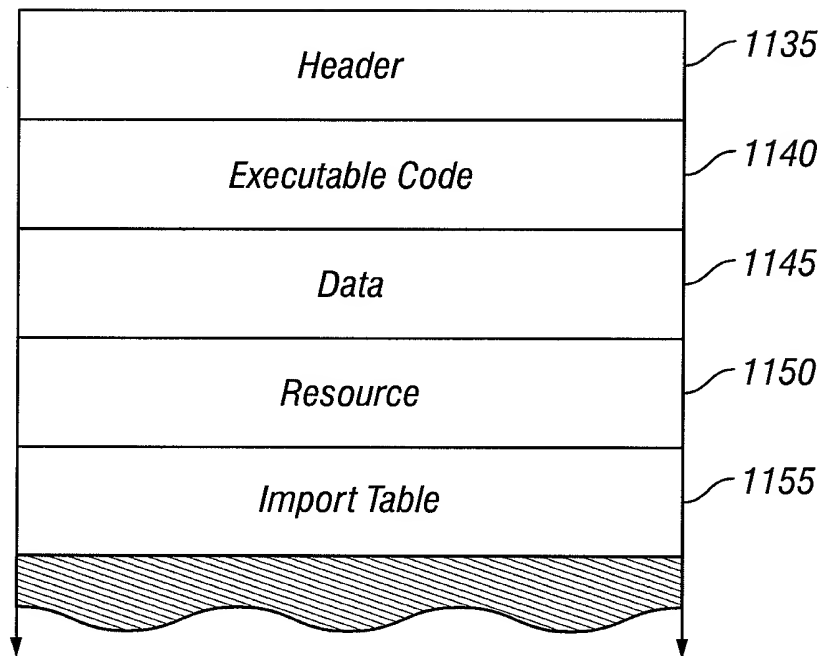 Header 1135
Executable Code 1140
Data 1145
Resource 1150
Import Table 1155